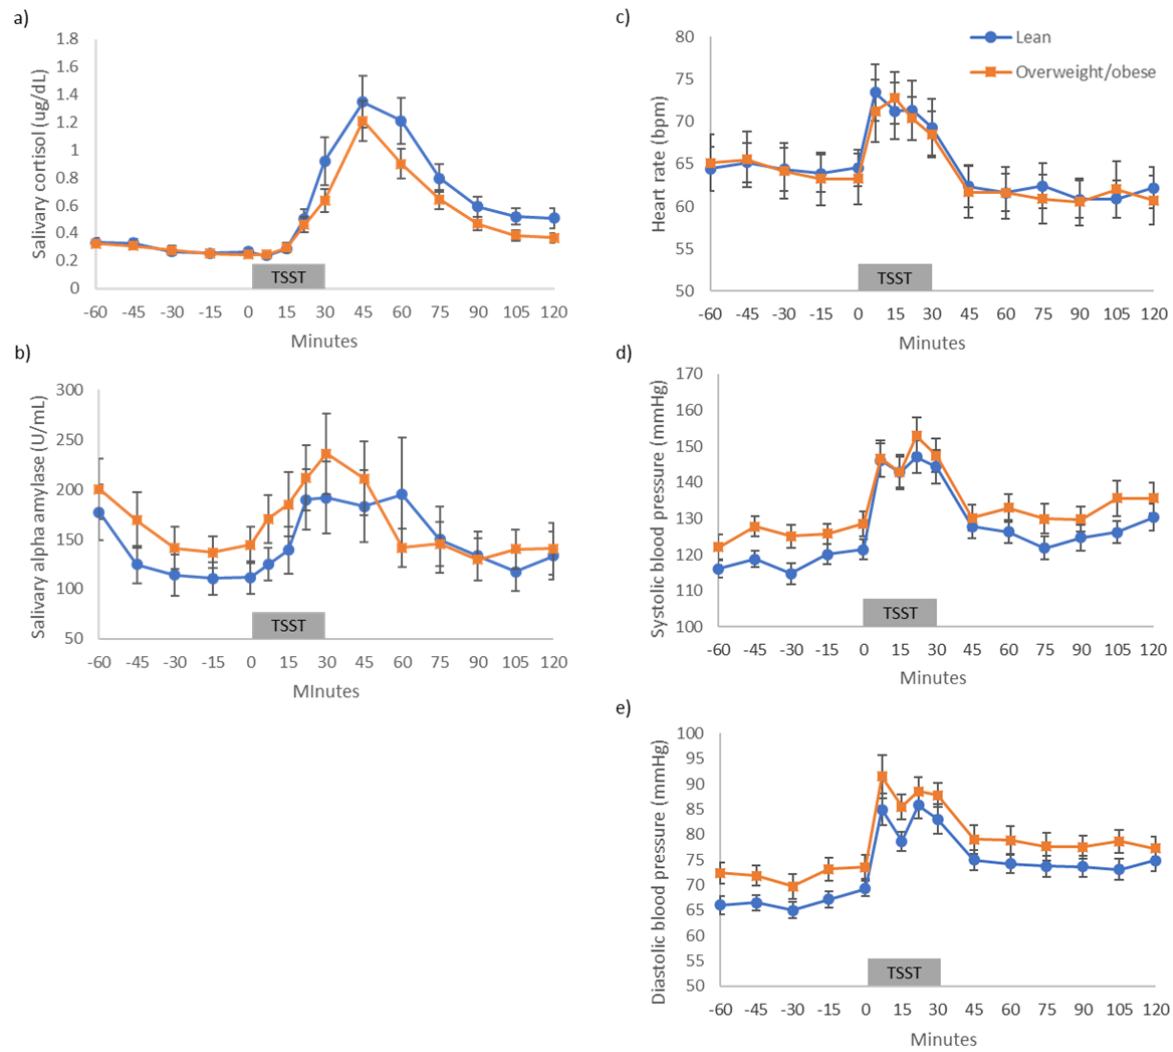 a)
Salivary cortisol (ug/dL)
1.8
1.6
1.4
1.2
1
0.8
0.6
0.4
0.2
0
TSST
-60 -45 -30 -15 0 15 30 45 60 75 90 105 120
Minutes
b)
Salivary alpha amylase (U/mL)
300
250
200
150
100
50
TSST
-60 -45 -30 -15 0 15 30 45 60 75 90 105 120
MInutes
c)
Lean
Overweight/obese
Heart rate (bpm)
80
75
70
65
60
55
50
TSST
-60 -45 -30 -15 0 15 30 45 60 75 90 105 120
Minutes
d)
Systolic blood pressure (mmHg)
170
160
150
140
130
120
110
100
TSST
-60 -45 -30 -15 0 15 30 45 60 75 90 105 120
Minutes
e)
Diastolic blood pressure (mmHg)
100
95
90
85
80
75
70
65
60
55
50
TSST
-60 -45 -30 -15 0 15 30 45 60 75 90 105 120
Minutes